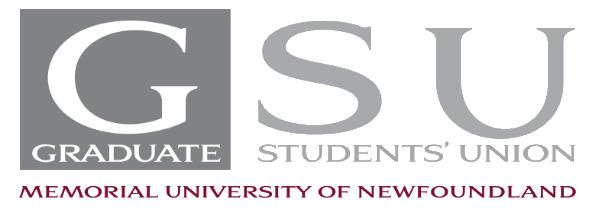 G S U
GRADUATE STUDENTS' UNION
MEMORIAL UNIVERSITY OF NEWFOUNDLAND